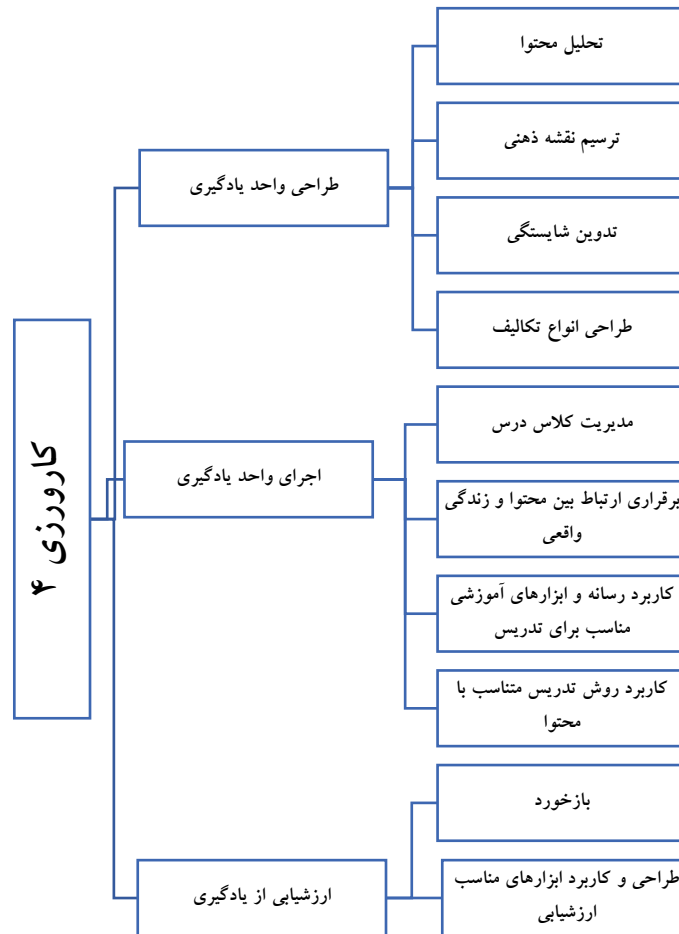 کارورزی ۴
طراحی واحد یادگیری
تحلیل محتوا
ترسیم نقشه ذهنی
تدوین شایستگی
طراحی انواع تکالیف
اجرای واحد یادگیری
مدیریت کلاس درس
برقراری ارتباط بین محتوا و زندگی
واقعی
کاربرد رسانه و ابزارهای آموزشی
مناسب برای تدریس
کاربرد روش تدریس متناسب با
محتوا
ارزشیابی از یادگیری
بازخورد
طراحی و کاربرد ابزارهای مناسب
ارزشیابی